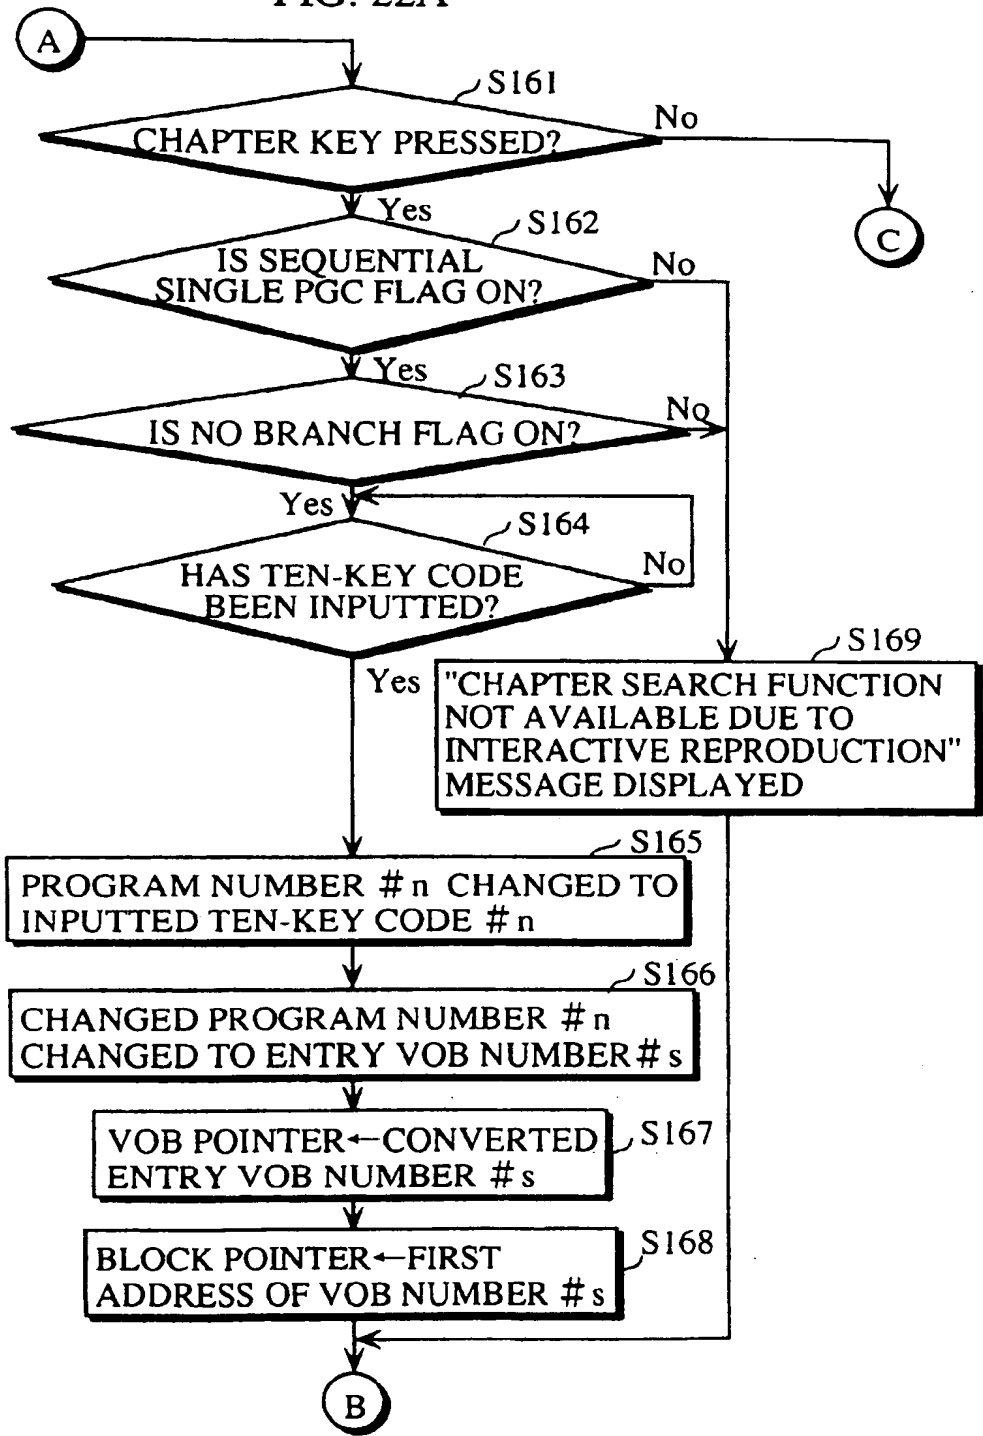 FIG. 22A
A
S161
CHAPTER KEY PRESSED?
No
Yes
C
S162
IS SEQUENTIAL
SINGLE PGC FLAG ON?
No
Yes
S163
IS NO BRANCH FLAG ON?
No
Yes
S164
HAS TEN-KEY CODE
BEEN INPUTTED?
No
Yes
S169
"CHAPTER SEARCH FUNCTION
NOT AVAILABLE DUE TO
INTERACTIVE REPRODUCTION"
MESSAGE DISPLAYED
S165
PROGRAM NUMBER #n CHANGED TO
INPUTTED TEN-KEY CODE #n
S166
CHANGED PROGRAM NUMBER #n
CHANGED TO ENTRY VOB NUMBER #s
S167
VOB POINTER←CONVERTED
ENTRY VOB NUMBER #s
S168
BLOCK POINTER←FIRST
ADDRESS OF VOB NUMBER #s
B